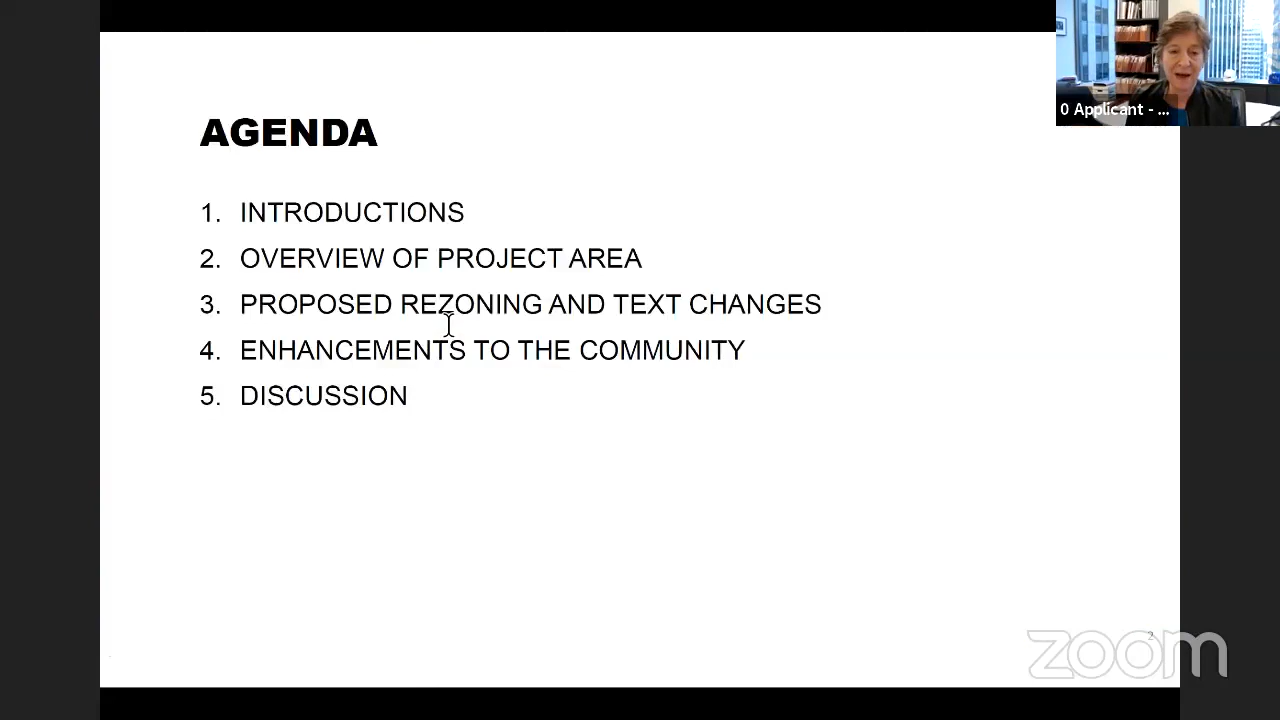 0 Applicant - ...
AGENDA
1. INTRODUCTIONS
2. OVERVIEW OF PROJECT AREA
3. PROPOSED REZONING AND TEXT CHANGES
4. ENHANCEMENTS TO THE COMMUNITY
5. DISCUSSION
2
zoom